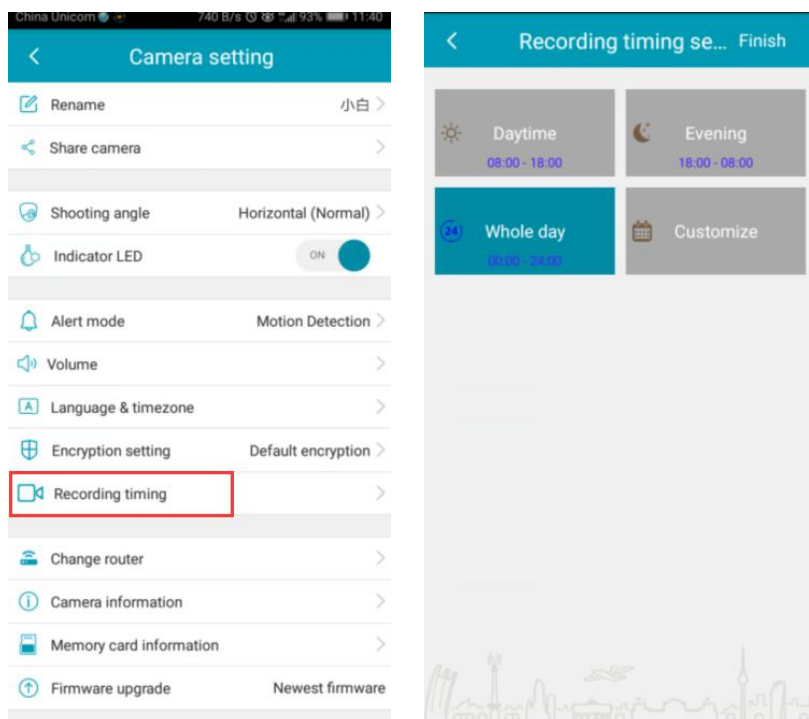 China Unicom 740 B/s 93% 11:40
Camera setting
Rename 小白
Share camera
Shooting angle Horizontal (Normal)
Indicator LED ON
Alert mode Motion Detection
Volume
A Language & timezone
Encryption setting Default encryption
Recording timing
Change router
Camera information
Memory card information
Firmware upgrade Newest firmware
Recording timing se... Finish
Daytime
08:00 - 18:00
Evening
18:00 - 08:00
24 Whole day
00:00 - 24:00
Customize